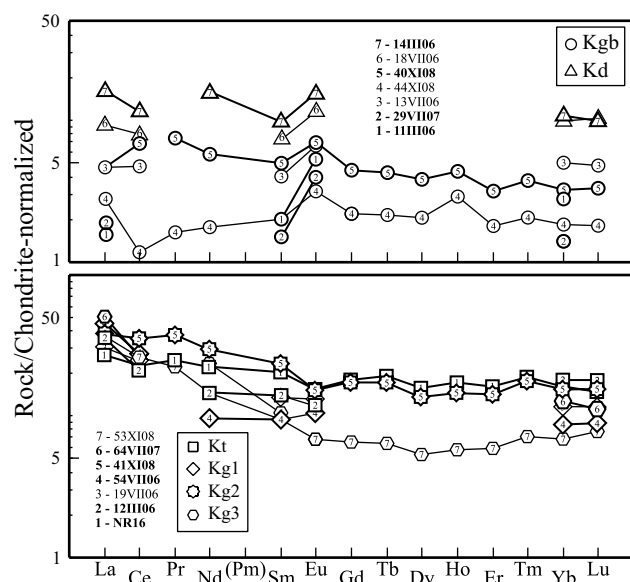 50
7 - 14III06
6 - 18VII06
5 - 40XI08
4 - 44XI08
3 - 13VII06
2 - 29VII07
1 - 11III06
Kgb
Kd
5
1
Rock/Chondrite-normalized
50
5
1
7 - 53XI08
6 - 64VII07
5 - 41XI08
4 - 54VII06
3 - 19VII06
2 - 12III06
1 - NR16
Kt
Kg1
Kg2
Kg3
La Ce Pr Nd (Pm) Sm Eu Gd Tb Dy Ho Er Tm Yb Lu